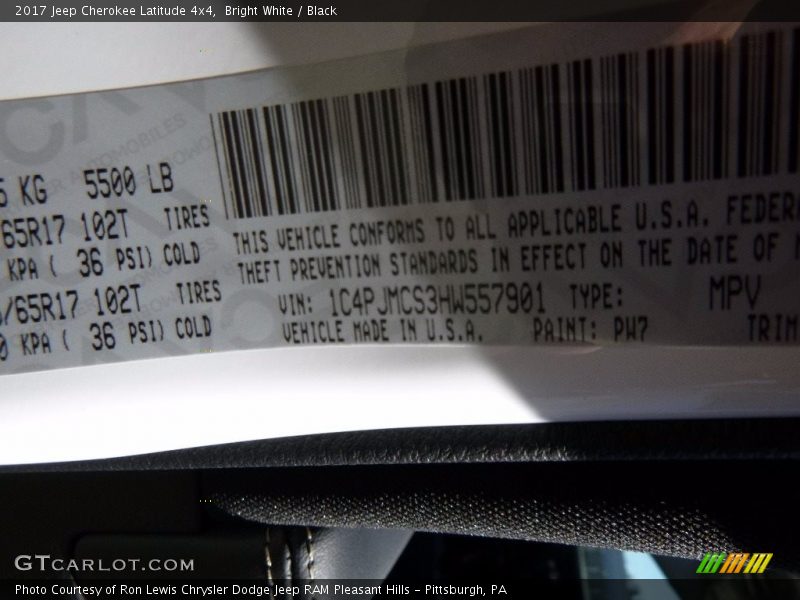 2017 Jeep Cherokee Latitude 4x4,  Bright White / Black
KG   5500 LB
65R17 102T   TIRES
KPA ( 36 PSI) COLD
/65R17 102T   TIRES
KPA ( 36 PSI) COLD
THIS VEHICLE CONFORMS TO ALL APPLICABLE U.S.A. FEDER
THEFT PREVENTION STANDARDS IN EFFECT ON THE DATE OF
VIN: 1C4PJMCS3HW557901   TYPE:   MPV
VEHICLE MADE IN U.S.A.   PAINT: PW7   TRIM
GTCARLOT.COM
Photo Courtesy of Ron Lewis Chrysler Dodge Jeep RAM Pleasant Hills - Pittsburgh, PA